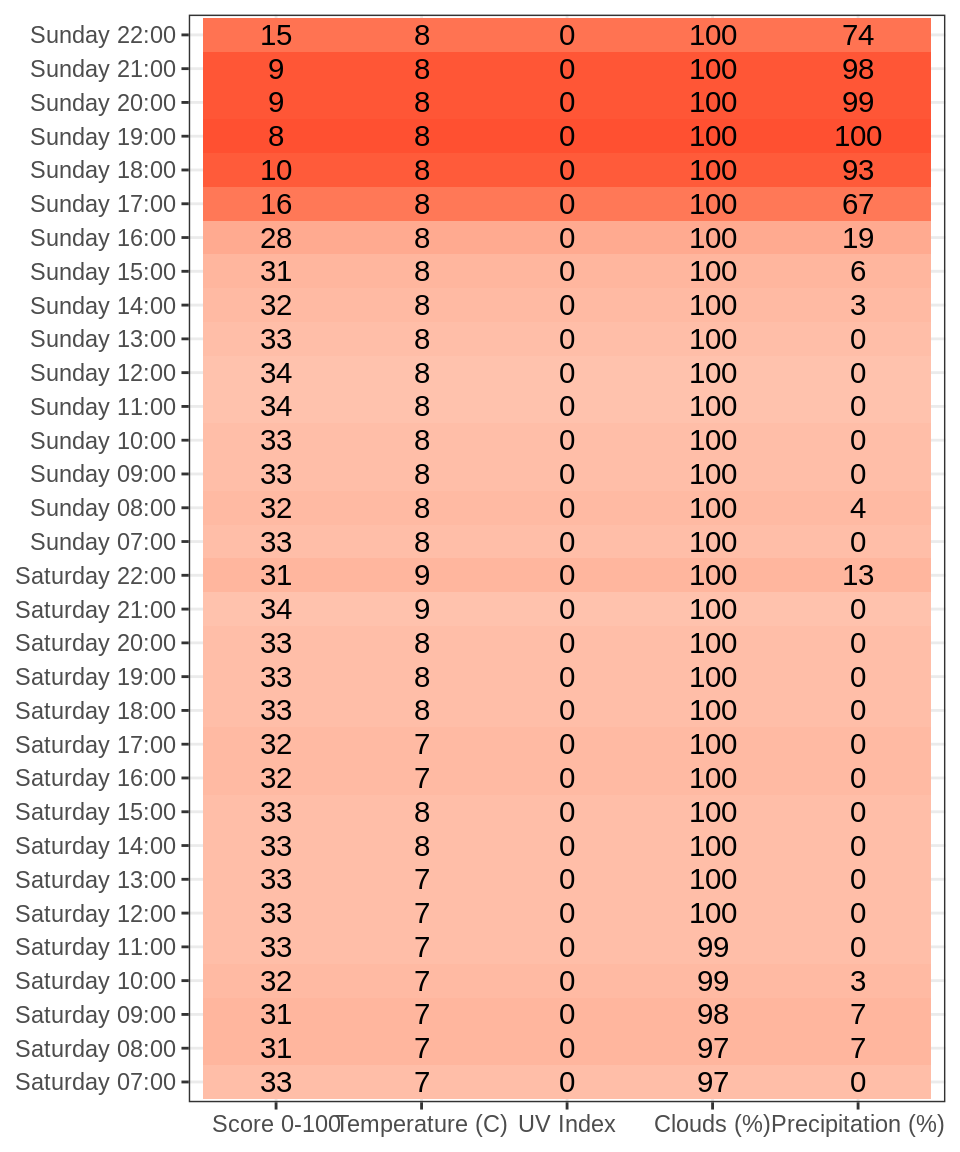 Sunday 22:00 15 8 0 100 74
Sunday 21:00 9 8 0 100 98
Sunday 20:00 9 8 0 100 99
Sunday 19:00 8 8 0 100 100
Sunday 18:00 10 8 0 100 93
Sunday 17:00 16 8 0 100 67
Sunday 16:00 28 8 0 100 19
Sunday 15:00 31 8 0 100 6
Sunday 14:00 32 8 0 100 3
Sunday 13:00 33 8 0 100 0
Sunday 12:00 34 8 0 100 0
Sunday 11:00 34 8 0 100 0
Sunday 10:00 33 8 0 100 0
Sunday 09:00 33 8 0 100 0
Sunday 08:00 32 8 0 100 4
Sunday 07:00 33 8 0 100 0
Saturday 22:00 31 9 0 100 13
Saturday 21:00 34 9 0 100 0
Saturday 20:00 33 8 0 100 0
Saturday 19:00 33 8 0 100 0
Saturday 18:00 33 8 0 100 0
Saturday 17:00 32 7 0 100 0
Saturday 16:00 32 7 0 100 0
Saturday 15:00 33 8 0 100 0
Saturday 14:00 33 8 0 100 0
Saturday 13:00 33 7 0 100 0
Saturday 12:00 33 7 0 100 0
Saturday 11:00 33 7 0 99 0
Saturday 10:00 32 7 0 99 3
Saturday 09:00 31 7 0 98 7
Saturday 08:00 31 7 0 97 7
Saturday 07:00 33 7 0 97 0
Score 0-100 Temperature (C) UV Index Clouds (%) Precipitation (%)